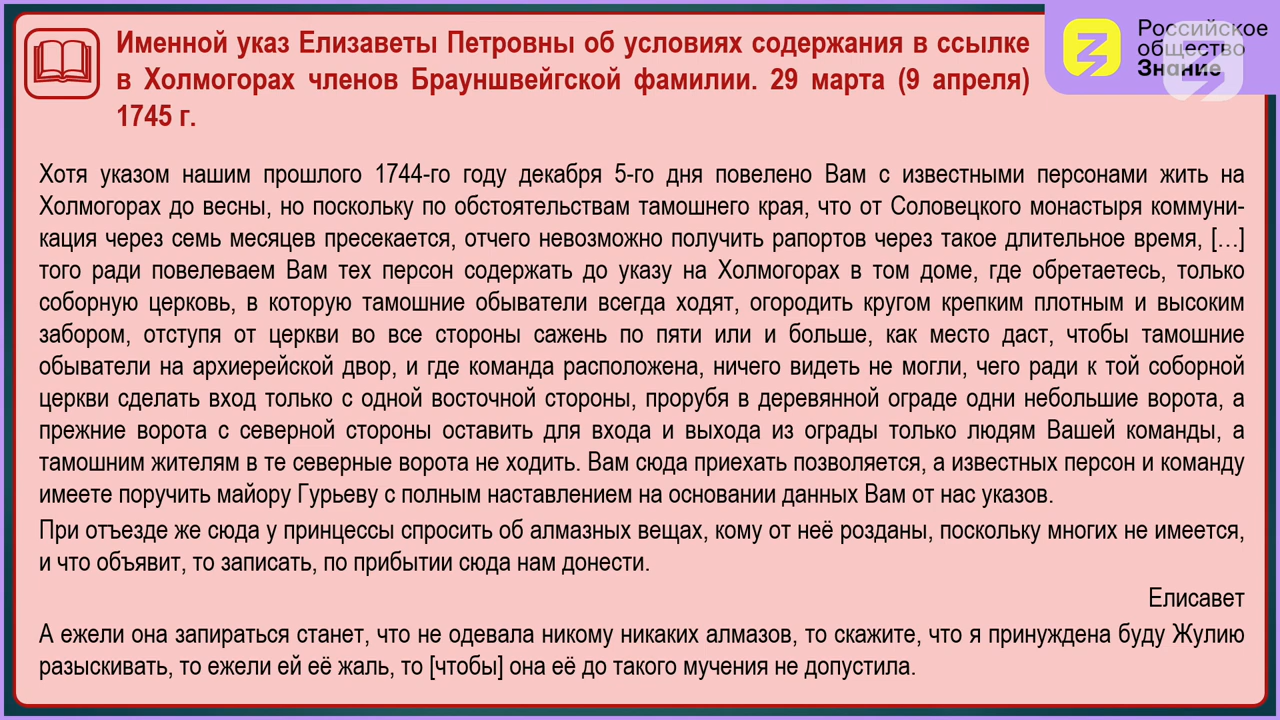 Именной указ Елизаветы Петровны об условиях содержания в ссылке
в Холмогорах членов Брауншвейгской фамилии. 29 марта (9 апреля)
1745 г.
Российское
общество
Знание
Хотя указом нашим прошлого 1744-го году декабря 5-го дня повелено Вам с известными персонами жить на
Холмогорах до весны, но поскольку по обстоятельствам тамошнего края, что от Соловецкого монастыря коммуни-
кация через семь месяцев пресекается, отчего невозможно получить рапортов через такое длительное время, […]
того ради повелеваем Вам тех персон содержать до указу на Холмогорах в том доме, где обретаетесь, только
соборную церковь, в которую тамошние обыватели всегда ходят, огородить кругом крепким плотным и высоким
забором, отступя от церкви во все стороны сажень по пяти или и больше, как место даст, чтобы тамошние
обыватели на архиерейской двор, и где команда расположена, ничего видеть не могли, чего ради к той соборной
церкви сделать вход только с одной восточной стороны, прорубя в деревянной ограде одни небольшие ворота, а
прежние ворота с северной стороны оставить для входа и выхода из ограды только людям Вашей команды, а
тамошним жителям в те северные ворота не ходить. Вам сюда приехать позволяется, а известных персон и команду
имеете поручить майору Гурьеву с полным наставлением на основании данных Вам от нас указов.
При отъезде же сюда у принцессы спросить об алмазных вещах, кому от неё розданы, поскольку многих не имеется,
и что объявит, то записать, по прибытии сюда нам донести.
Елисавет
А ежели она запираться станет, что не одевала никому никаких алмазов, то скажите, что я принуждена буду Жулию
разыскивать, то ежели ей её жаль, то [чтобы] она её до такого мучения не допустила.